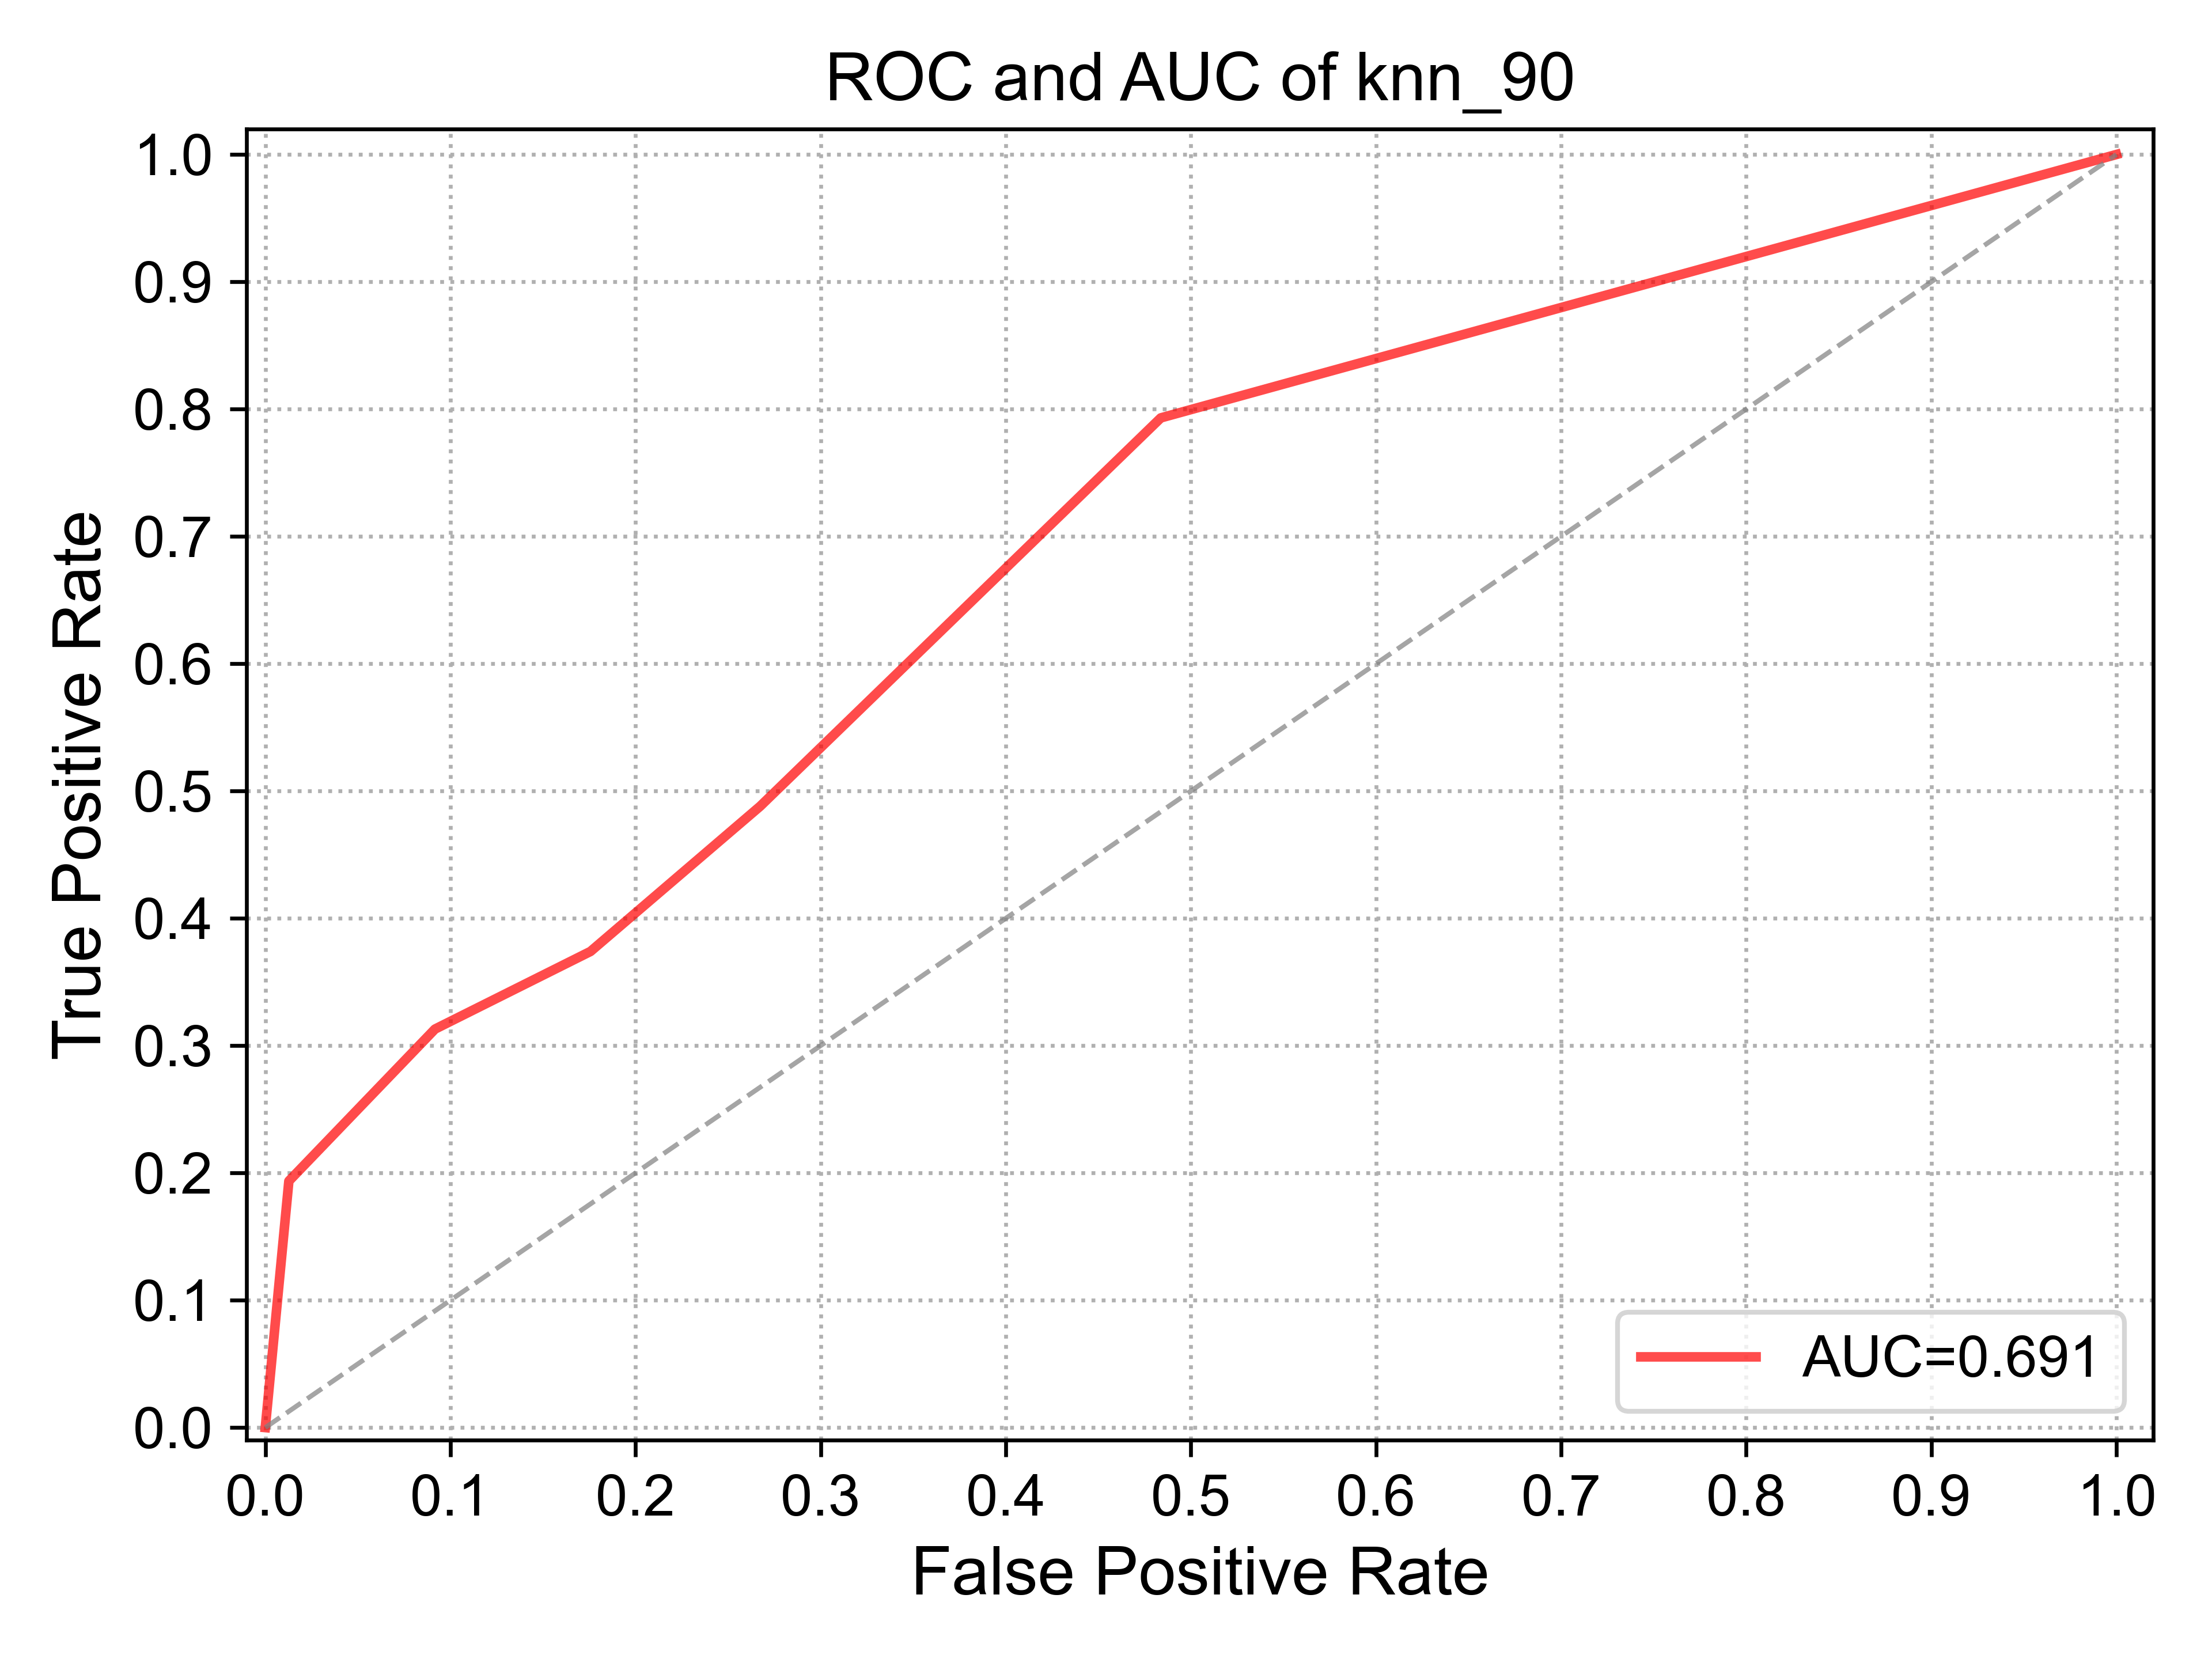 ROC and AUC of knn_90
True Positive Rate
1.0
0.9
0.8
0.7
0.6
0.5
0.4
0.3
0.2
0.1
0.0
AUC=0.691
0.0 0.1 0.2 0.3 0.4 0.5 0.6 0.7 0.8 0.9 1.0
False Positive Rate